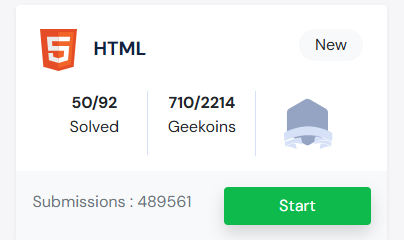 5
HTML
New
50/92
710/2214
Solved
Geekoins
Submissions : 489561
Start